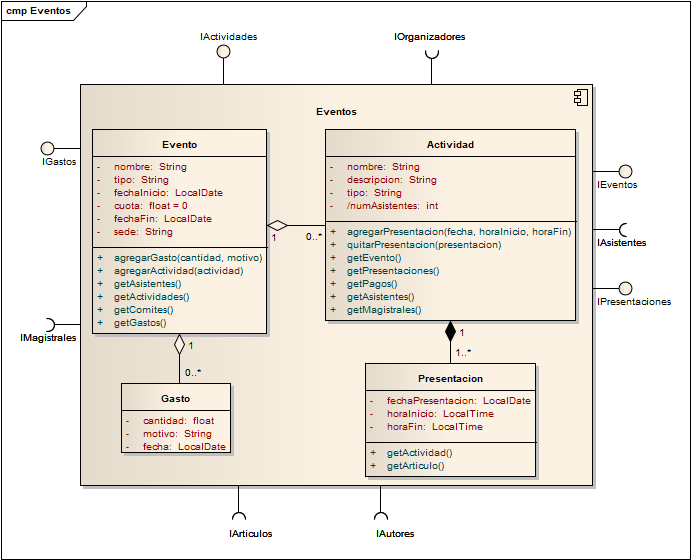 cmp Eventos
IActividades
IOrganizadores
Eventos
IGastos
IEventos
IAsistentes
IPresentaciones
IMagistrales
Evento
- nombre: String
- tipo: String
- fechaInicio: LocalDate
- cuota: float = 0
- fechaFin: LocalDate
- sede: String
+ agregarGasto(cantidad, motivo)
+ agregarActividad(actividad)
+ getAsistentes()
+ getActividades()
+ getComites()
+ getGastos()
1
0..*
Actividad
- nombre: String
- descripcion: String
- tipo: String
- /numAsistentes: int
+ agregarPresentacion(fecha, horaInicio, horaFin)
+ quitarPresentacion(presentacion)
+ getEvento()
+ getPresentaciones()
+ getPagos()
+ getAsistentes()
+ getMagistrales()
1
0..*
1
1..*
Gasto
- cantidad: float
- motivo: String
- fecha: LocalDate
Presentacion
- fechaPresentacion: LocalDate
- horaInicio: LocalTime
- horaFin: LocalTime
+ getActividad()
+ getArticulo()
IArticulos
IAutores